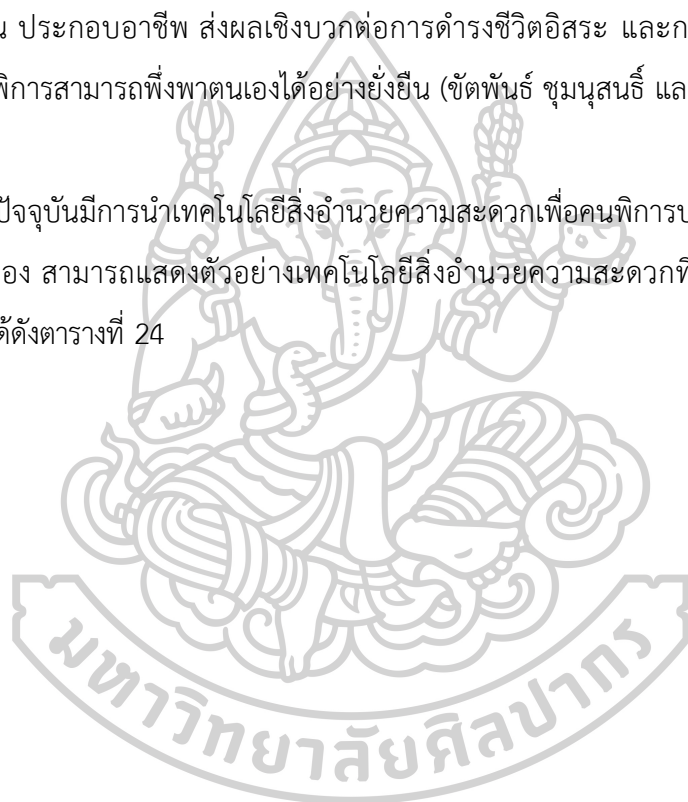 น ประกอบอาชีพ ส่งผลเชิงบวกต่อการดำรงชีวิตอิสระ และก
พิการสามารถพึ่งพาตนเองได้อย่างยั่งยืน (ขัตพันธ์ ชุมนุสนธิ์ และ
ปัจจุบันมีการนำเทคโนโลยีสิ่งอำนวยความสะดวกเพื่อคนพิการป
อง สามารถแสดงตัวอย่างเทคโนโลยีสิ่งอำนวยความสะดวกที
ด้ดังตารางที่ 24
มหาวิทยาลัยศิลปากร